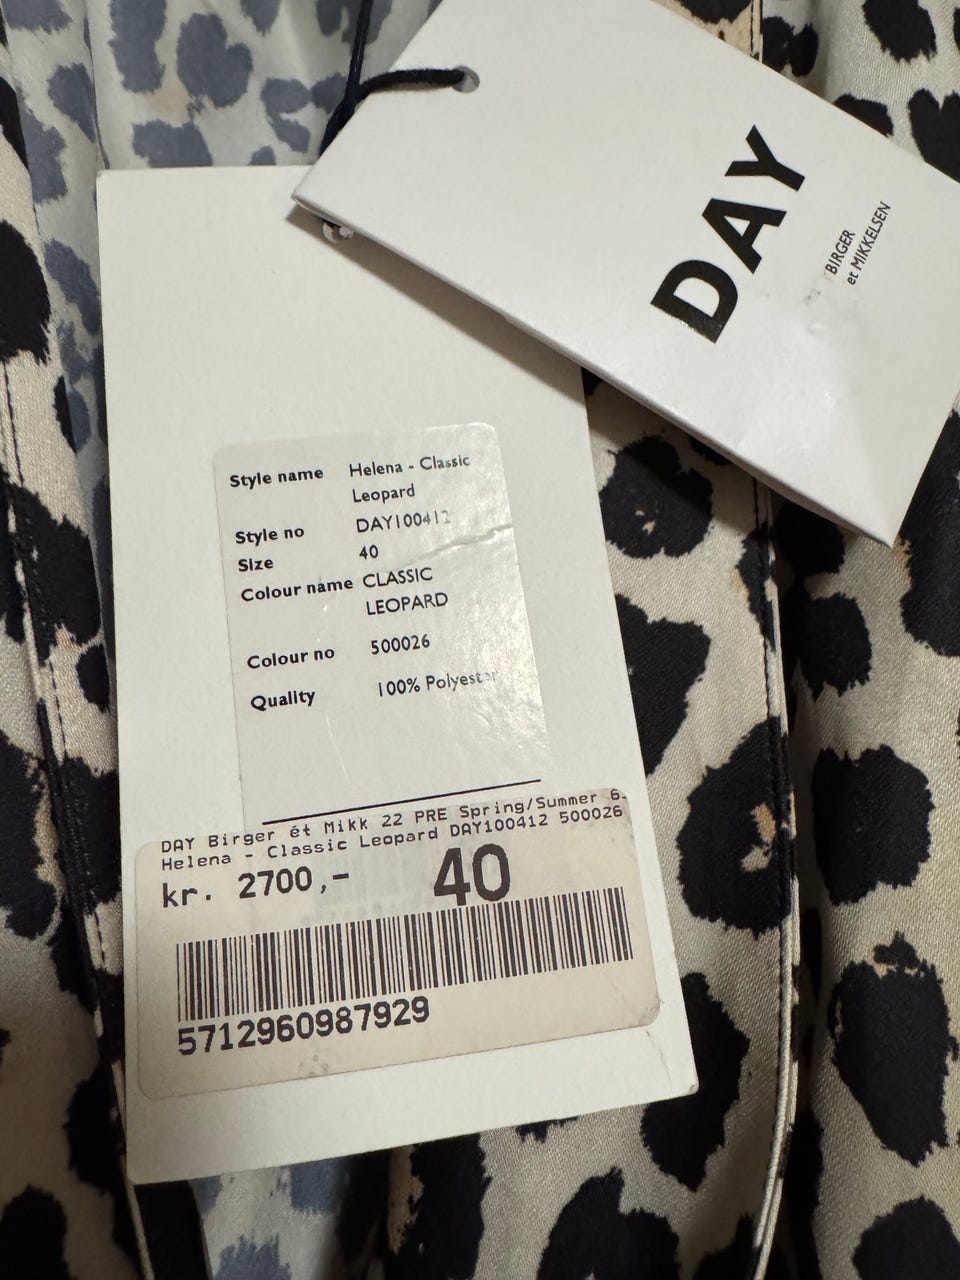 DAY
BIRGER
et MIKKELSEN
Style name Helena - Classic
Leopard
Style no DAY100412
Size 40
Colour name CLASSIC
LEOPARD
Colour no 500026
Quality 100% Polyester
DAY Birger ét Mikk 22 PRE Spring/Summer 6-
Helena - Classic Leopard DAY100412 500026
kr. 2700,- 40
5712960987929